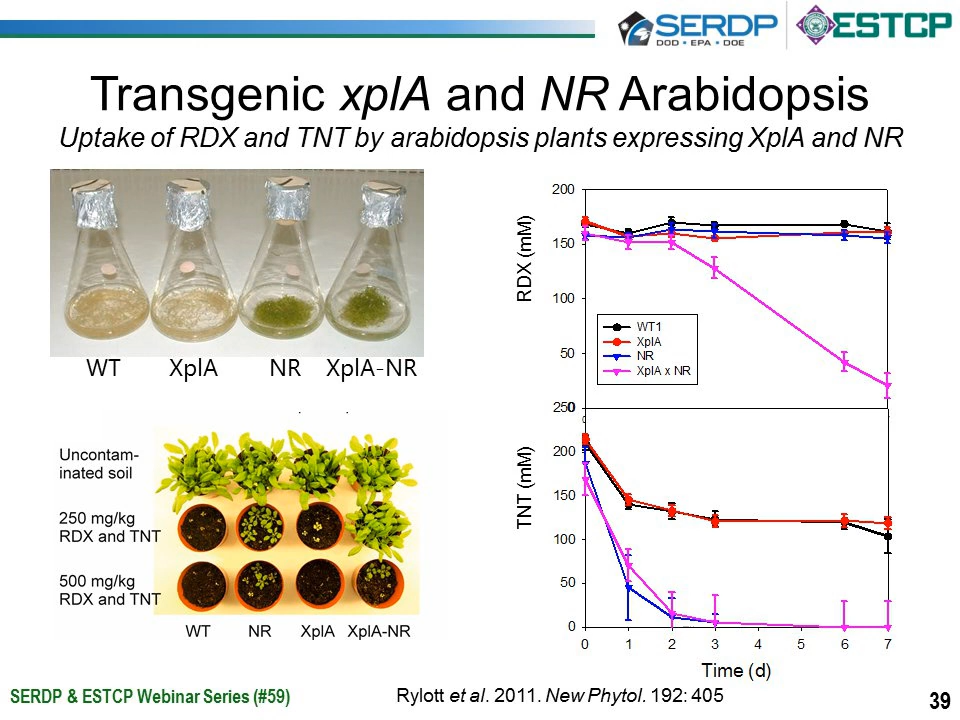 SERDP
DOD • EPA • DOE
ESTCP
Transgenic xplA and NR Arabidopsis
Uptake of RDX and TNT by arabidopsis plants expressing XplA and NR
WT XplA NR XplA-NR
Uncontam-
inated soil
250 mg/kg
RDX and TNT
500 mg/kg
RDX and TNT
WT NR XplA XplA-NR
RDX (mM)
200
150
100
50
0
WT1
XplA
NR
XplA x NR
TNT (mM)
250
200
150
100
50
0
0 1 2 3 4 5 6 7
Time (d)
SERDP & ESTCP Webinar Series (#59)
Rylott et al. 2011. New Phytol. 192: 405
39